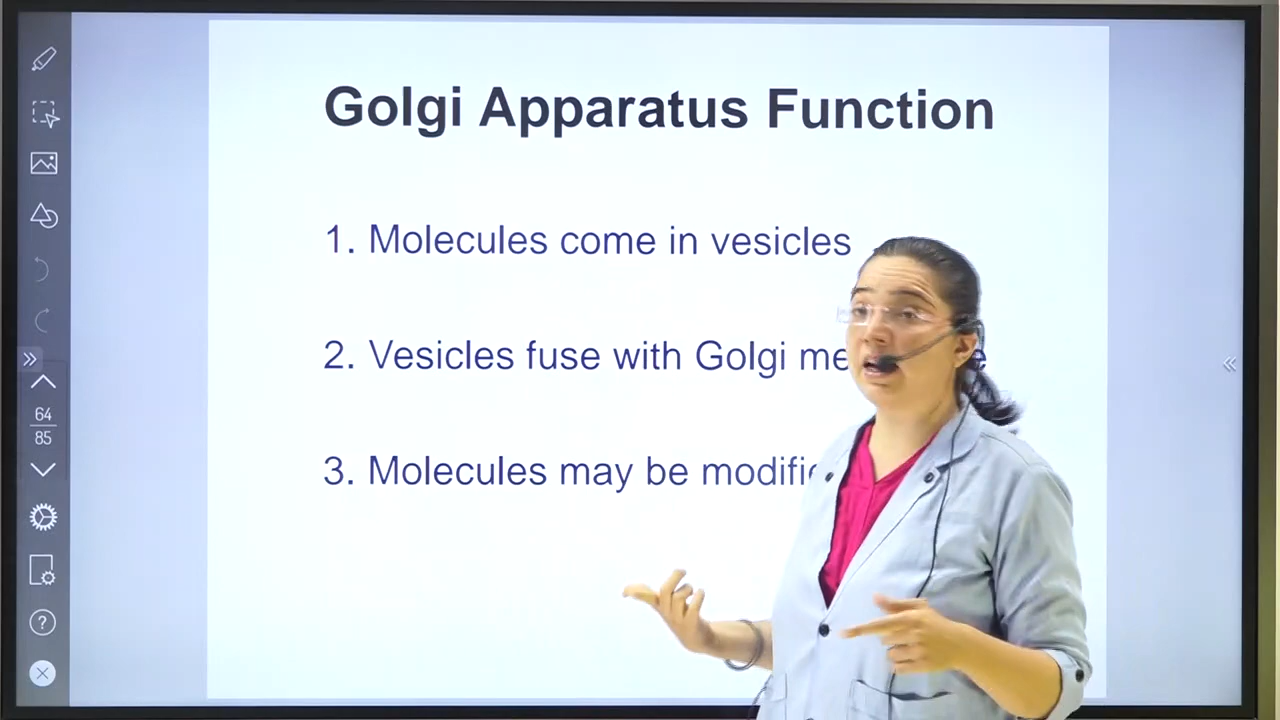 Golgi Apparatus Function
1. Molecules come in vesicles
2. Vesicles fuse with Golgi
3. Molecules may be
64
85
?